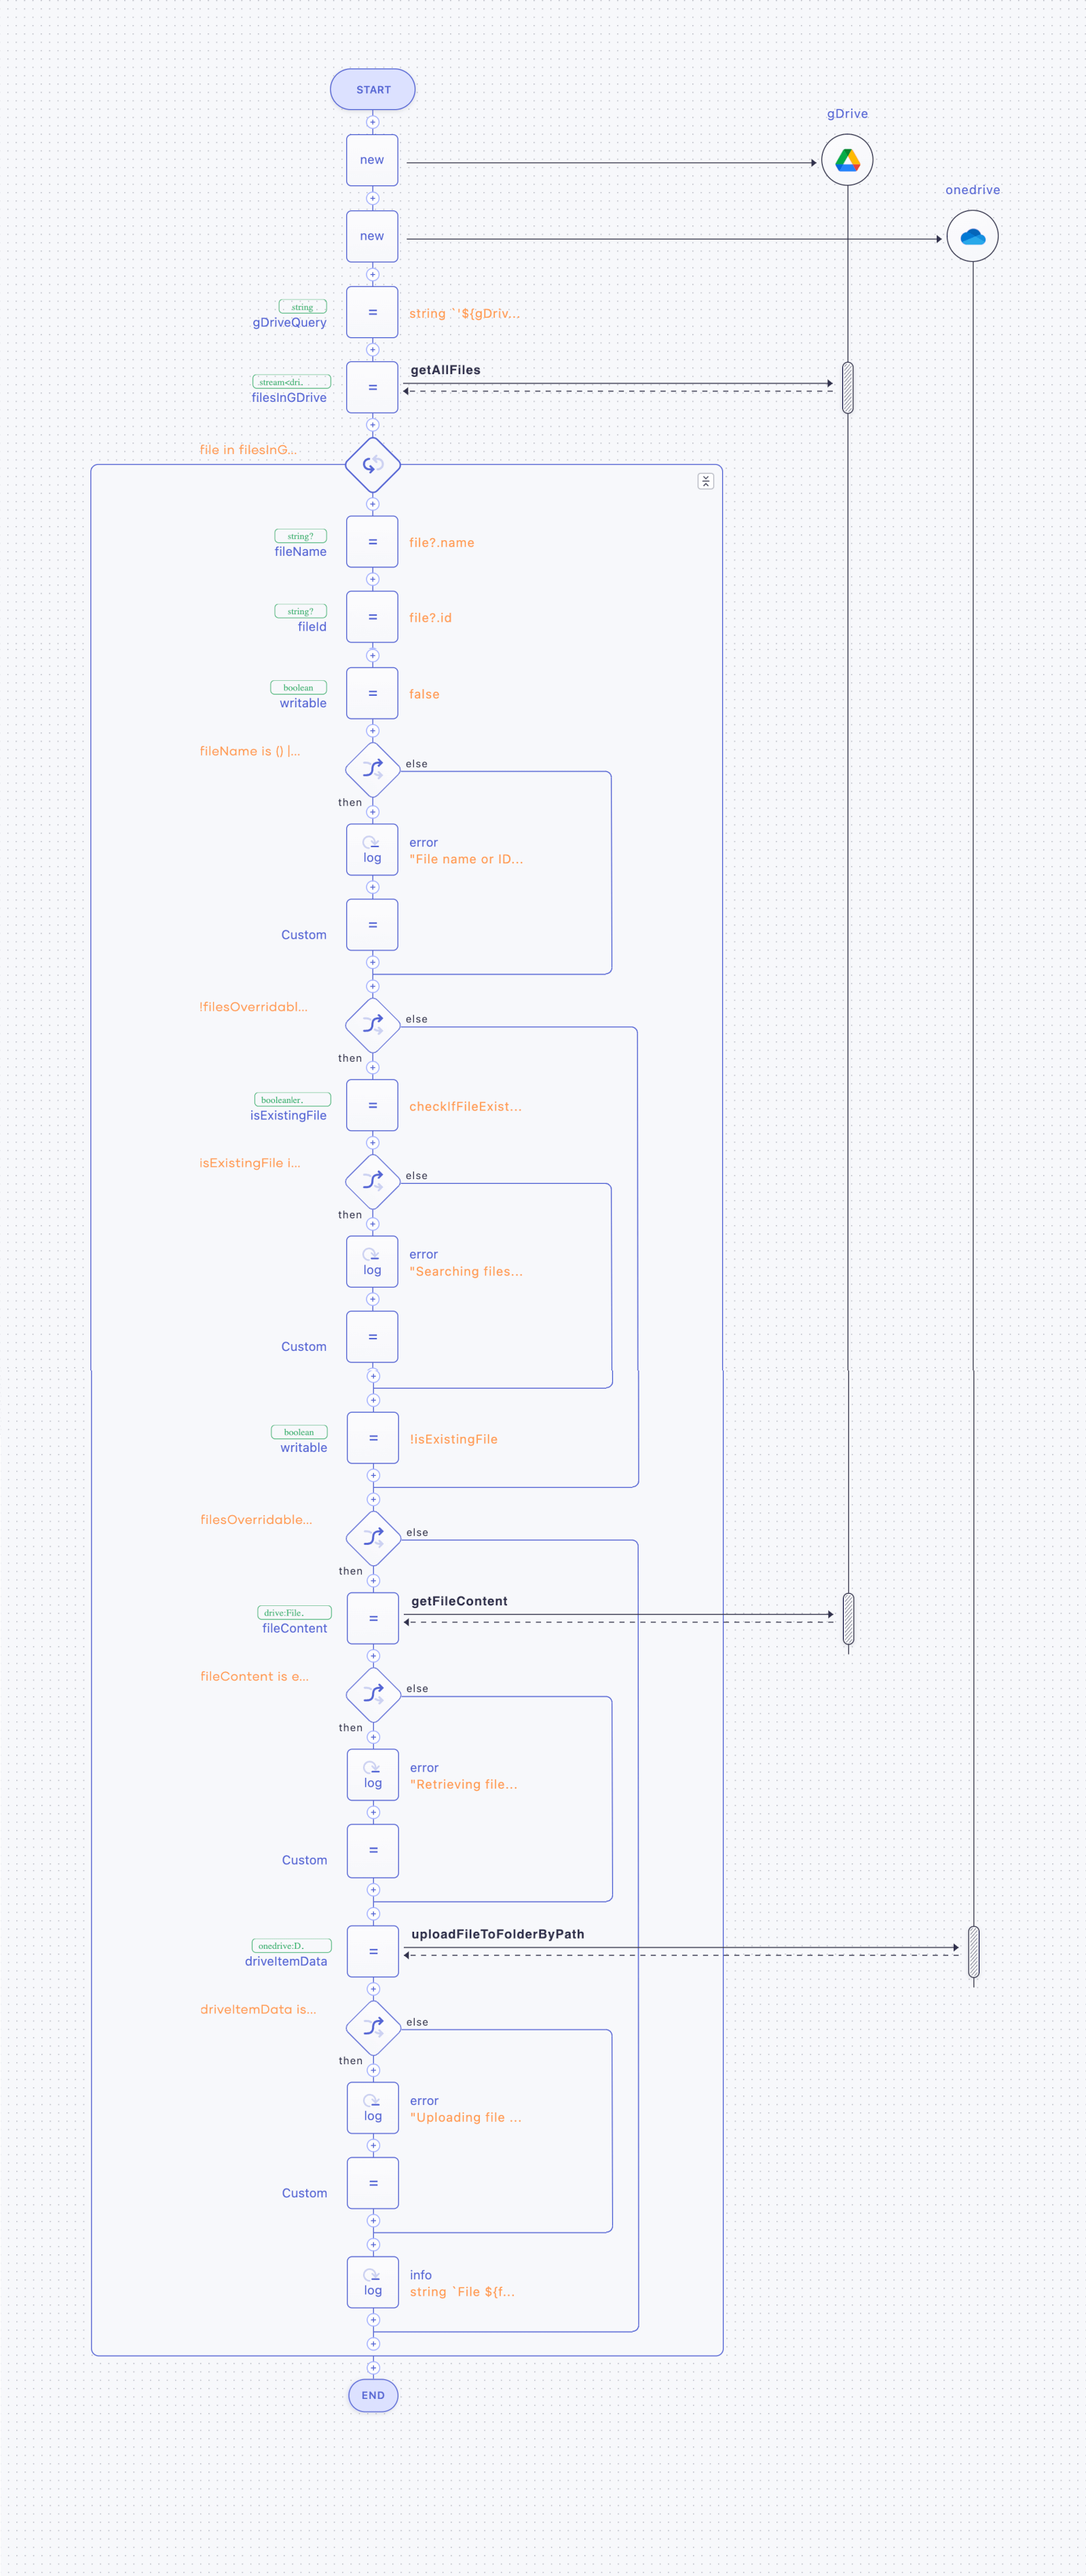 START
gDrive
new
onedrive
new
string
gDriveQuery
=
string `'${gDriv...
stream<dri.
filesInGDrive
=
getAllFiles
file in filesInG...
string?
fileName
=
file?.name
string?
fileId
=
file?.id
boolean
writable
=
false
fileName is () |...
else
then
log
error
"File name or ID...
Custom
=
!filesOverridabl...
else
then
boolean|er.
isExistingFile
=
checkIfFileExist...
isExistingFile i...
else
then
log
error
"Searching files...
Custom
=
boolean
writable
=
!isExistingFile
filesOverridable...
else
then
drive:File.
fileContent
=
getFileContent
fileContent is e...
else
then
log
error
"Retrieving file...
Custom
=
onedrive:D.
driveItemData
=
uploadFileToFolderByPath
driveItemData is...
else
then
log
error
"Uploading file ...
Custom
=
log
info
string `File ${f...
END